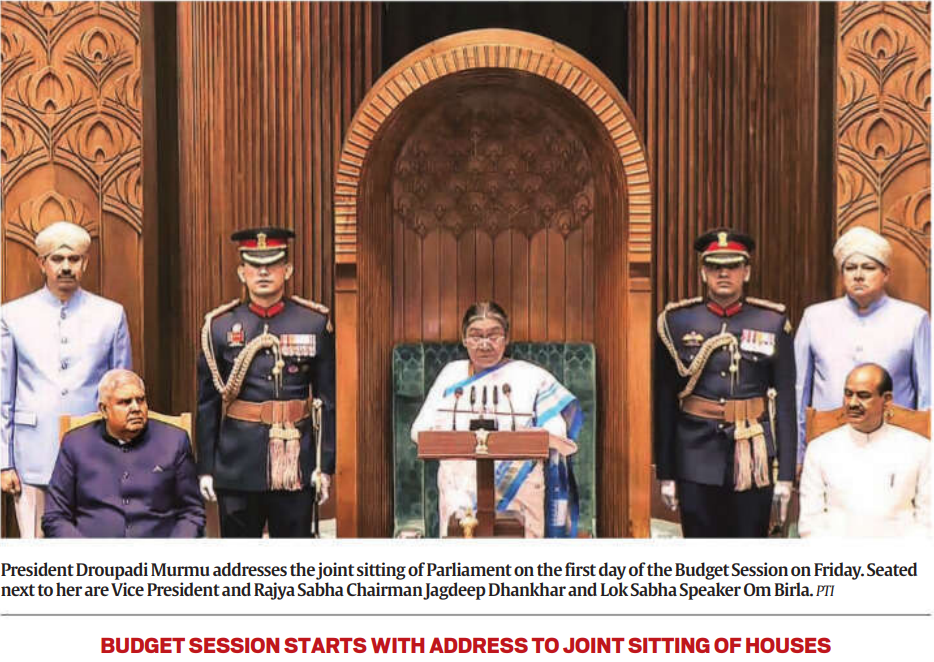 President Droupadi Murmu addresses the joint sitting of Parliament on the first day of the Budget Session on Friday. Seated
next to her are Vice President and Rajya Sabha Chairman Jagdeep Dhankhar and Lok Sabha Speaker Om Birla. PTI
BUDGET SESSION STARTS WITH ADDRESS TO JOINT SITTING OF HOUSES